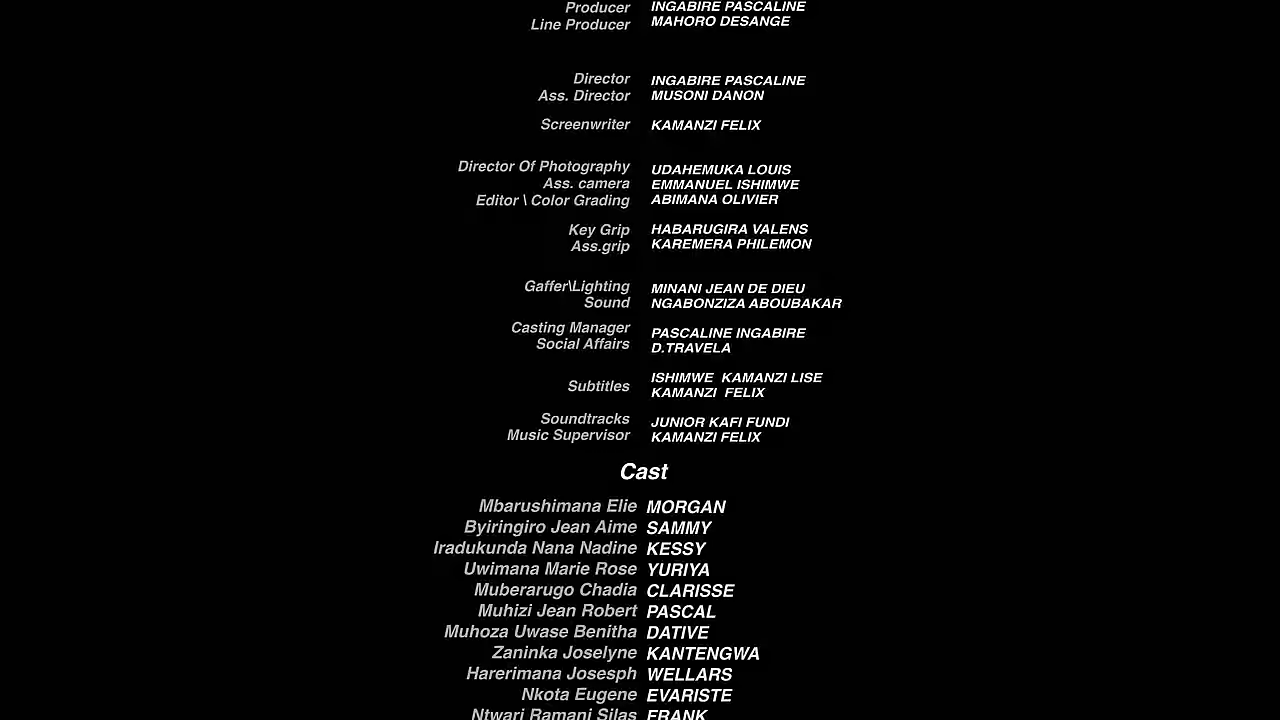 Producer INGABIRE PASCALINE
Line Producer MAHORO DESANGE
Director INGABIRE PASCALINE
Ass. Director MUSONI DANON
Screenwriter KAMANZI FELIX
Director Of Photography UDAHEMUKA LOUIS
Ass. camera EMMANUEL ISHIMWE
Editor \ Color Grading ABIMANA OLIVIER
Key Grip HABARUGIRA VALENS
Ass.grip KAREMERA PHILEMON
Gaffer\Lighting MINANI JEAN DE DIEU
Sound NGABONZIZA ABOUBAKAR
Casting Manager PASCALINE INGABIRE
Social Affairs D.TRAVELA
Subtitles ISHIMWE KAMANZI LISE
KAMANZI FELIX
Soundtracks JUNIOR KAFI FUNDI
Music Supervisor KAMANZI FELIX
Cast
Mbarushimana Elie MORGAN
Byiringiro Jean Aime SAMMY
Iradukunda Nana Nadine KESSY
Uwimana Marie Rose YURIYA
Muberarugo Chadia CLARISSE
Muhizi Jean Robert PASCAL
Muhoza Uwase Benitha DATIVE
Zaninka Joselyne KANTENGWA
Harerimana Josesph WELLARS
Nkota Eugene EVARISTE
Ntwari Ramani Silas FRANK